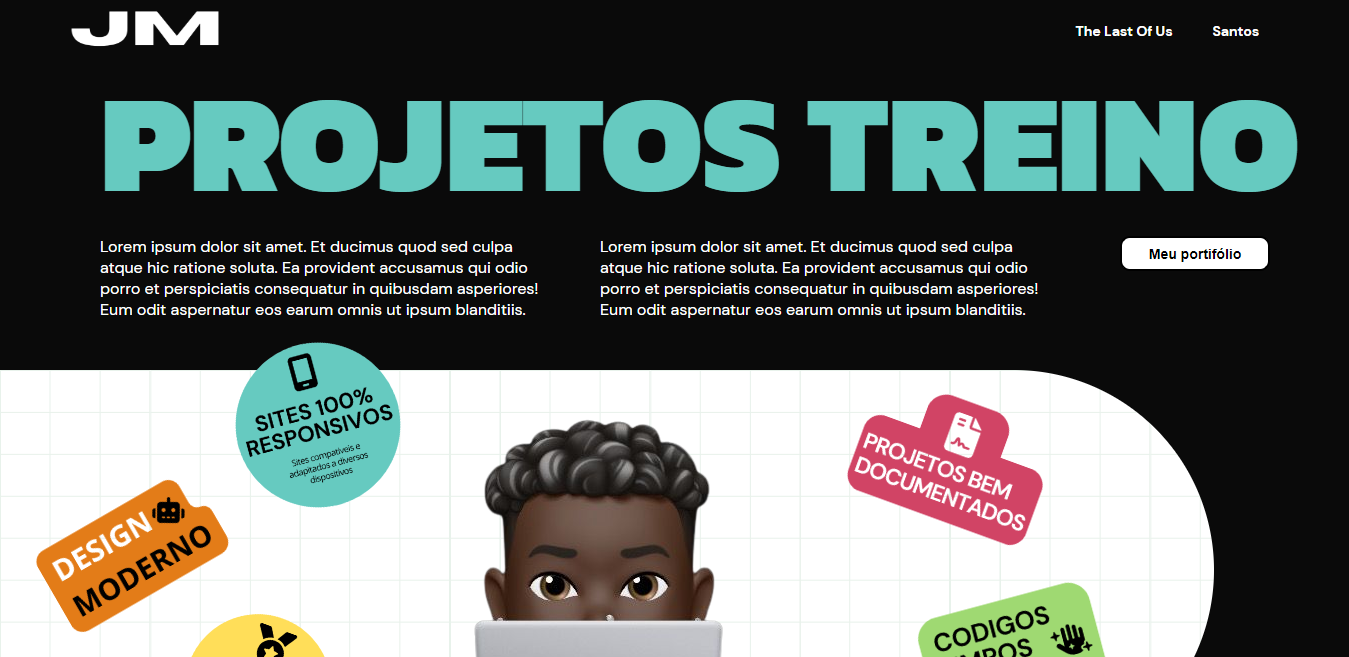 JM
The Last Of Us
Santos
PROJETOS TREINO
Lorem ipsum dolor sit amet. Et ducimus quod sed culpa
atque hic ratione soluta. Ea provident accusamus qui odio
porro et perspiciatis consequatur in quibusdam asperiores!
Eum odit aspernatur eos earum omnis ut ipsum blanditiis.
Lorem ipsum dolor sit amet. Et ducimus quod sed culpa
atque hic ratione soluta. Ea provident accusamus qui odio
porro et perspiciatis consequatur in quibusdam asperiores!
Eum odit aspernatur eos earum omnis ut ipsum blanditiis.
Meu portifólio
SITES 100%
RESPONSIVOS
Sites compatíveis e
adapitados a diversos
dispositivos
PROJETOS BEM
DOCUMENTADOS
DESIGN
MODERNO
CODIGOS